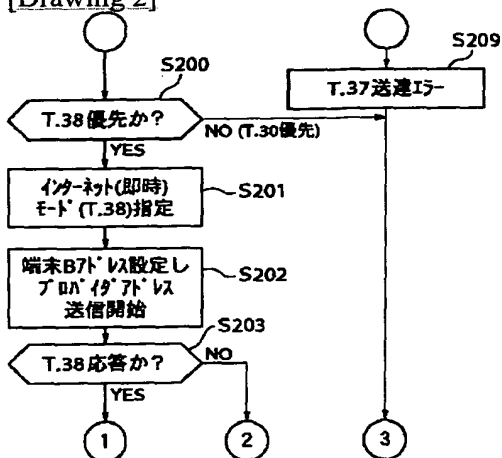 [Drawing 2]
S200
T.38優先か?
NO (T.30優先)
YES
S209
T.37送達エラー
インターネット(即時)
モード(T.38)指定
S201
端末Bアドレス設定し
プロバイダアドレス
送信開始
S202
S203
T.38応答か?
NO
YES
1
2
3